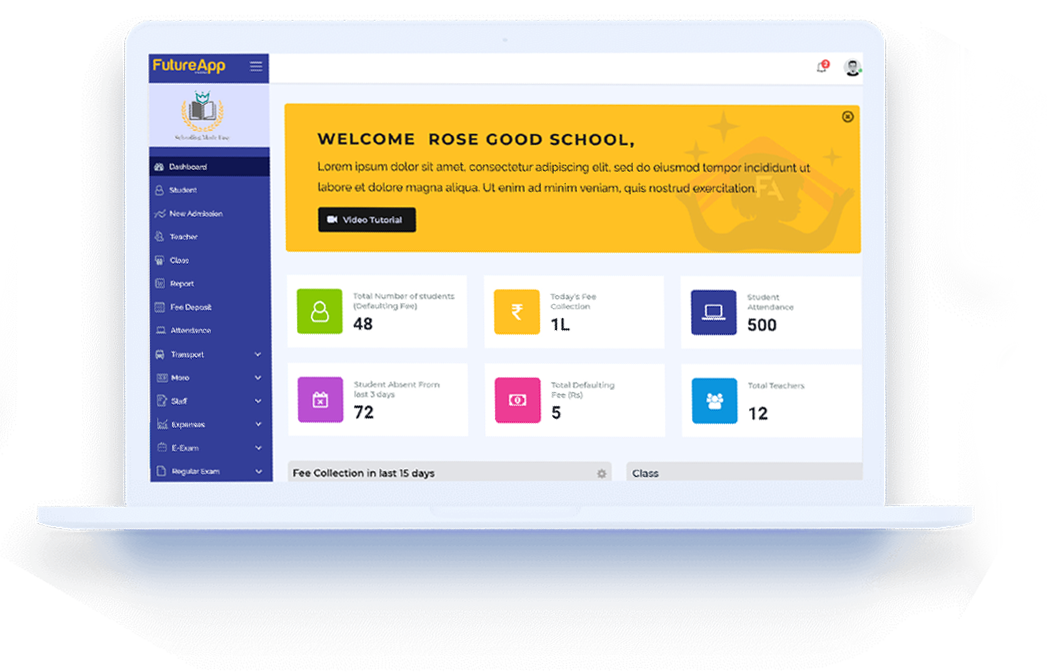 FutureApp
2
Schooling Made Easy
Dashboard
Student
New Admission
Teacher
Class
Report
Fee Deposit
Attendance
Transport
More
Staff
Expenses
E-Exam
Regular Exam
WELCOME ROSE GOOD SCHOOL,
Lorem ipsum dolor sit amet, consectetur adipiscing elit, sed do eiusmod tempor incididunt ut
labore et dolore magna aliqua. Ut enim ad minim veniam, quis nostrud exercitation.
Video Tutorial
FA
Total Number of students
(Defaulting Fee)
48
₹
Today's Fee
Collection
1L
Student
Attendance
500
Student Absent From
last 3 days
72
Total Defaulting
Fee (Rs)
5
Total Teachers
12
Fee Collection in last 15 days
Class